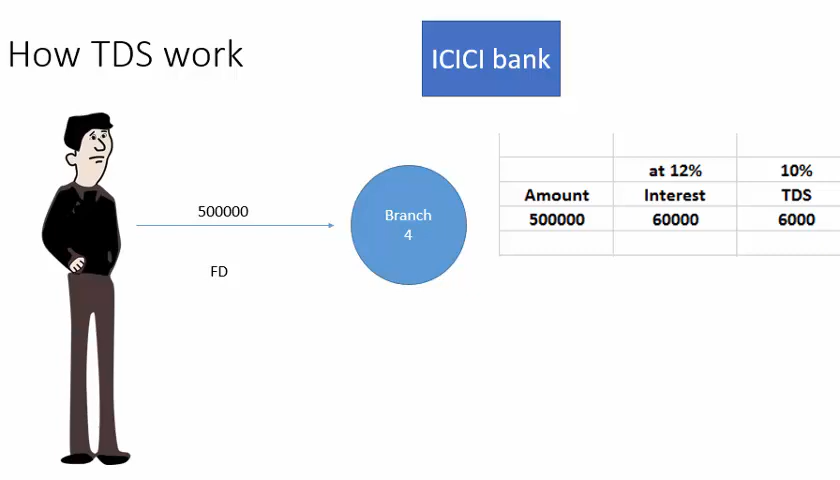 How TDS work
ICICI bank
500000
FD
Branch
4
at 12% 10%
Amount Interest TDS
500000 60000 6000